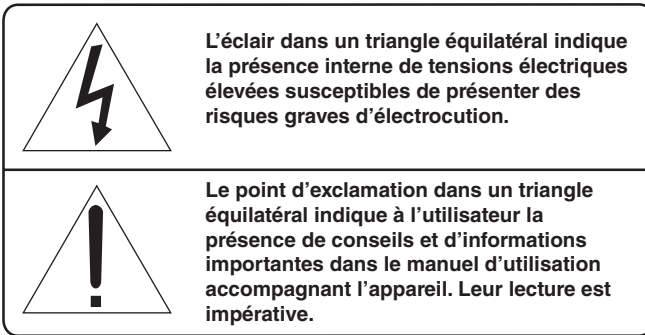 L’éclair dans un triangle équilatéral indique
la présence interne de tensions électriques
élevées susceptibles de présenter des
risques graves d’électrocution.
Le point d’exclamation dans un triangle
équilatéral indique à l’utilisateur la
présence de conseils et d’informations
importantes dans le manuel d’utilisation
accompagnant l’appareil. Leur lecture est
impérative.